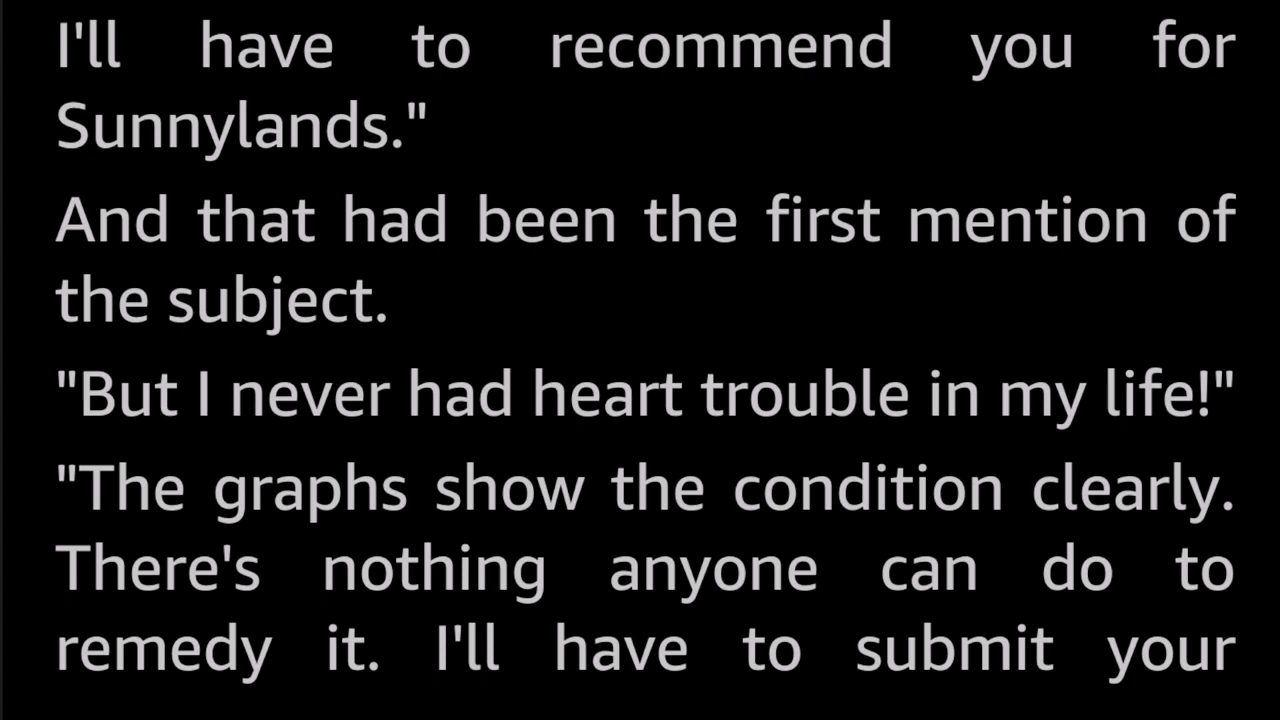 I'll have to recommend you for
Sunnylands."
And that had been the first mention of
the subject.
"But I never had heart trouble in my life!"
"The graphs show the condition clearly.
There's nothing anyone can do to
remedy it. I'll have to submit your